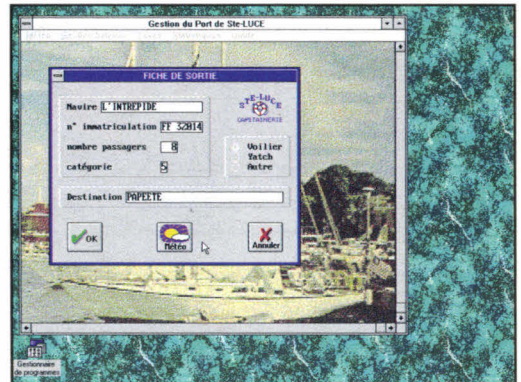 Gestion du Port de Ste-LUCE
FICHE DE SORTIE
Navire L'INTREPIDE
n° immatriculation FF 32H14
nombre passagers 8
catégorie 5
STE-LUCE
CAPITAINERIE
Voilier
Yatch
Autre
Destination PAPEETE
OK
Météo
Annuler
Gestionnaire
de programmes